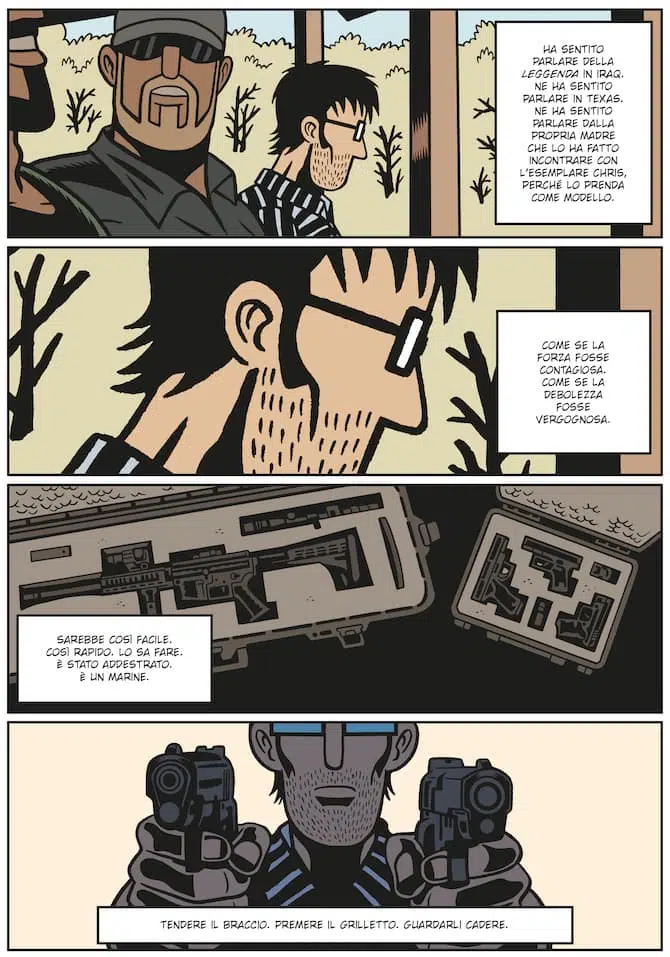 HA SENTITO
PARLARE DELLA
LEGGENDA IN IRAQ.
NE HA SENTITO
PARLARE IN TEXAS.
NE HA SENTITO
PARLARE DALLA
PROPRIA MADRE
CHE LO HA FATTO
INCONTRARE CON
L'ESEMPLARE CHRIS,
PERCHÉ LO PRENDA
COME MODELLO.
COME SE LA
FORZA FOSSE
CONTAGIOSA.
COME SE LA
DEBOLEZZA
FOSSE
VERGOGNOSA.
SAREBBE COSÌ FACILE.
COSÌ RAPIDO. LO SA FARE.
È STATO ADDESTRATO.
È UN MARINE.
TENDERE IL BRACCIO. PREMERE IL GRILLETTO. GUARDARLI CADERE.